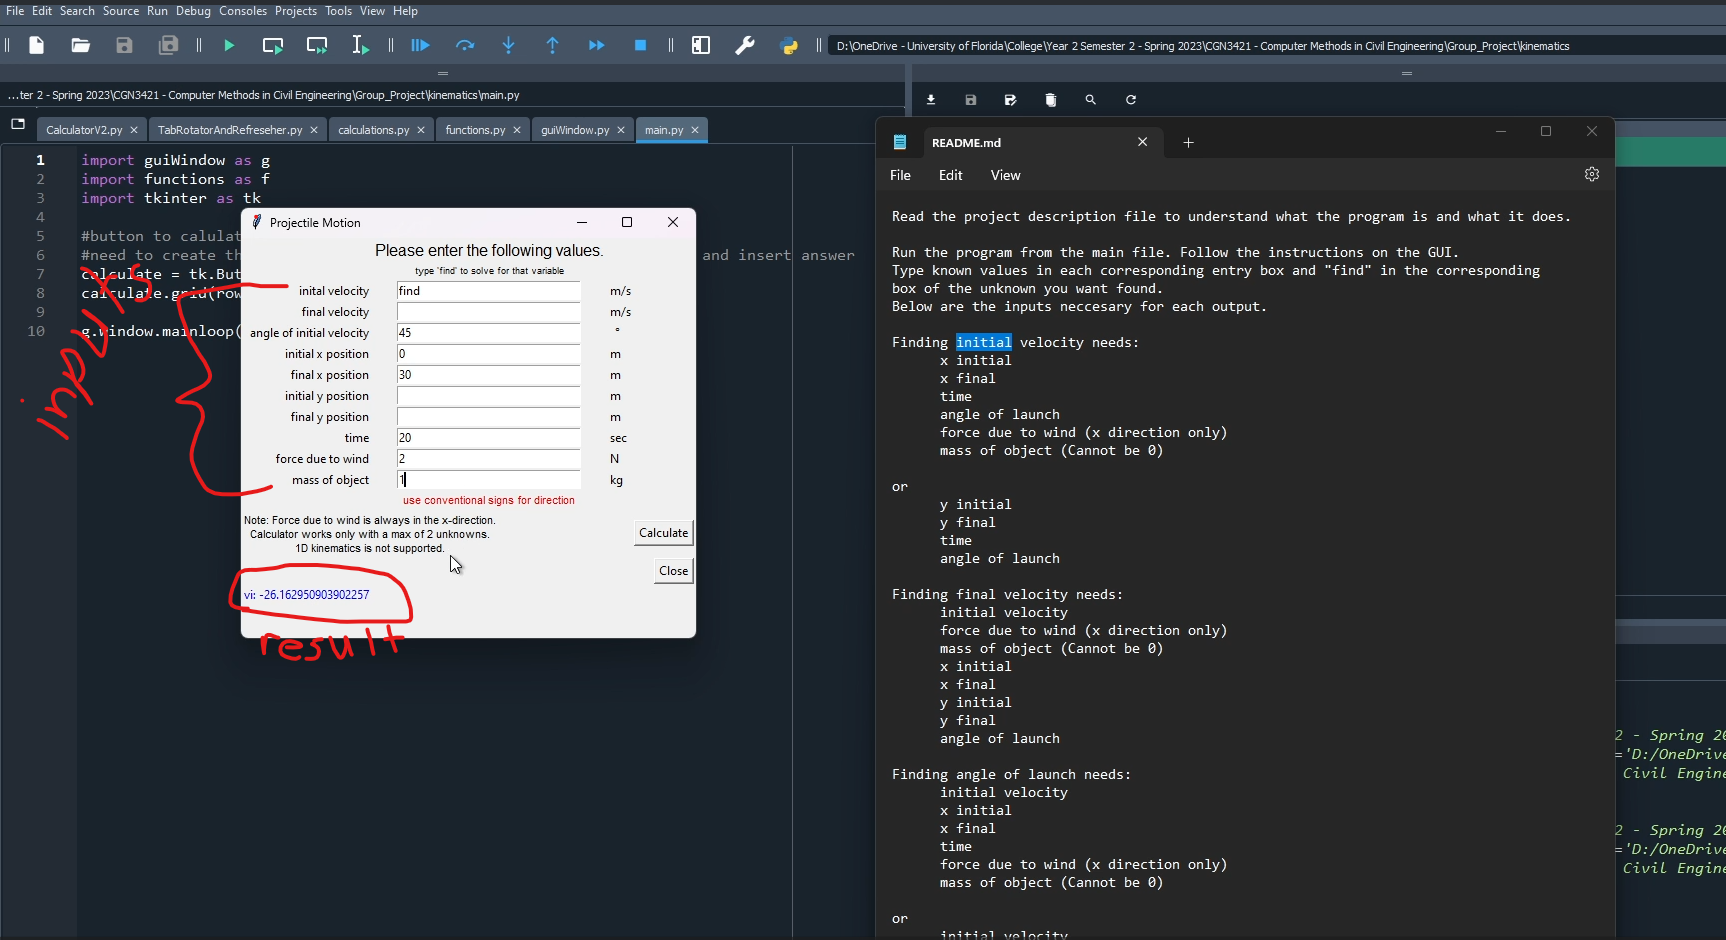 File Edit Search Source Run Debug Consoles Projects Tools View Help
D:\OneDrive - University of Florida\College\Year 2 Semester 2 - Spring 2023\CGN3421 - Computer Methods in Civil Engineering\Group_Project\kinematics
...ter 2 - Spring 2023\CGN3421 - Computer Methods in Civil Engineering\Group_Project\kinematics\main.py
CalculatorV2.py TabRotatorAndRefreseher.py calculations.py functions.py guiWindow.py main.py
1 import guiWindow as g
2 import functions as f
3 import tkinter as tk
4
5 #button to calulat
6 #need to create th and insert answer
7 calculate = tk.But
8 calculate.grid(row
9
10 g.window.mainloop(
inputs
Projectile Motion
Please enter the following values.
type 'find' to solve for that variable
inital velocity find m/s
final velocity m/s
angle of initial velocity 45 °
initial x position 0 m
final x position 30 m
initial y position m
final y position m
time 20 sec
force due to wind 2 N
mass of object 1 kg
use conventional signs for direction
Note: Force due to wind is always in the x-direction.
Calculator works only with a max of 2 unknowns.
1D kinematics is not supported.
Calculate
Close
vi: -26.162950903902257
result
README.md
File Edit View
Read the project description file to understand what the program is and what it does.
Run the program from the main file. Follow the instructions on the GUI.
Type known values in each corresponding entry box and "find" in the corresponding
box of the unknown you want found.
Below are the inputs neccesary for each output.
Finding initial velocity needs:
x initial
x final
time
angle of launch
force due to wind (x direction only)
mass of object (Cannot be 0)
or
y initial
y final
time
angle of launch
Finding final velocity needs:
initial velocity
force due to wind (x direction only)
mass of object (Cannot be 0)
x initial
x final
y initial
y final
angle of launch
Finding angle of launch needs:
initial velocity
x initial
x final
time
force due to wind (x direction only)
mass of object (Cannot be 0)
or
initial velocity
2 - Spring 20
='D:/OneDrive
Civil Engine
2 - Spring 20
='D:/OneDrive
Civil Engine